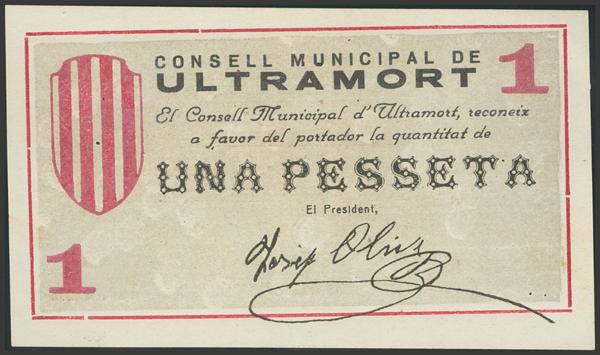 CONSELL MUNICIPAL DE
ULTRAMORT
1
El Consell Municipal d'Ultramort, reconeix
a favor del portador la quantitat de
UNA PESSETA
El President,
Josep
1